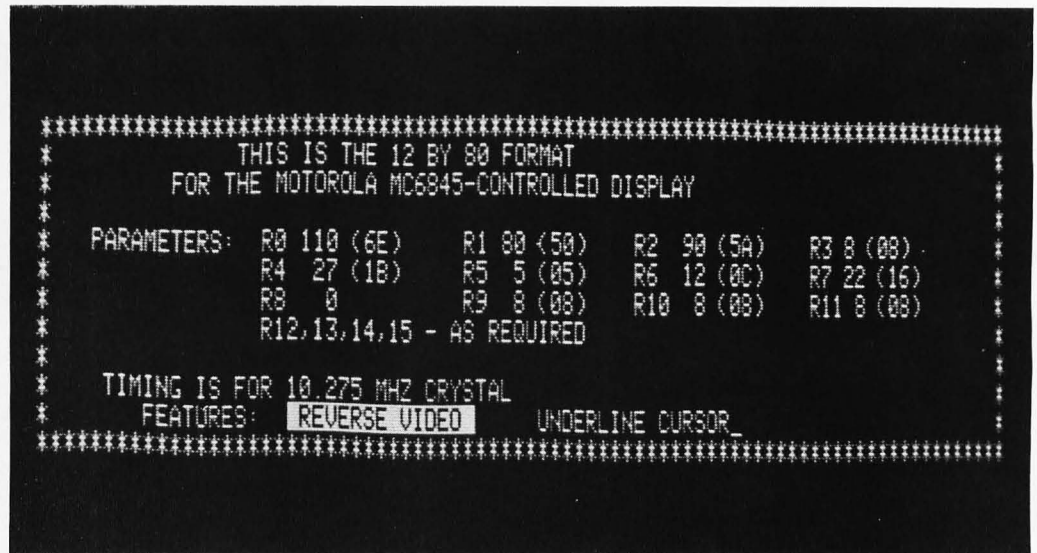 ************************************************************************************
* THIS IS THE 12 BY 80 FORMAT *
* FOR THE MOTOROLA MC6845-CONTROLLED DISPLAY *
* *
* PARAMETERS: R0 110 (6E) R1 80 (50) R2 90 (5A) R3 8 (08) *
* R4 27 (1B) R5 5 (05) R6 12 (0C) R7 22 (16) *
* R8 0 R9 8 (08) R10 8 (08) R11 8 (08) *
* R12,13,14,15 - AS REQUIRED *
* *
* TIMING IS FOR 10.275 MHZ CRYSTAL *
* FEATURES: REVERSE VIDEO UNDERLINE CURSOR_ *
************************************************************************************